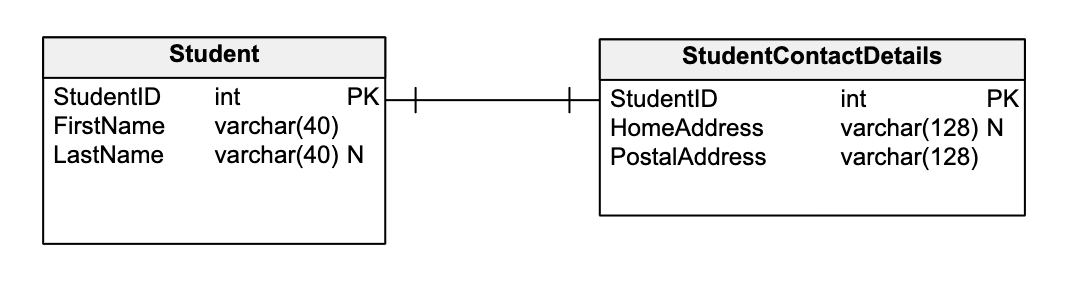 Student
StudentID int PK
FirstName varchar(40)
LastName varchar(40) N
StudentContactDetails
StudentID int PK
HomeAddress varchar(128) N
PostalAddress varchar(128)